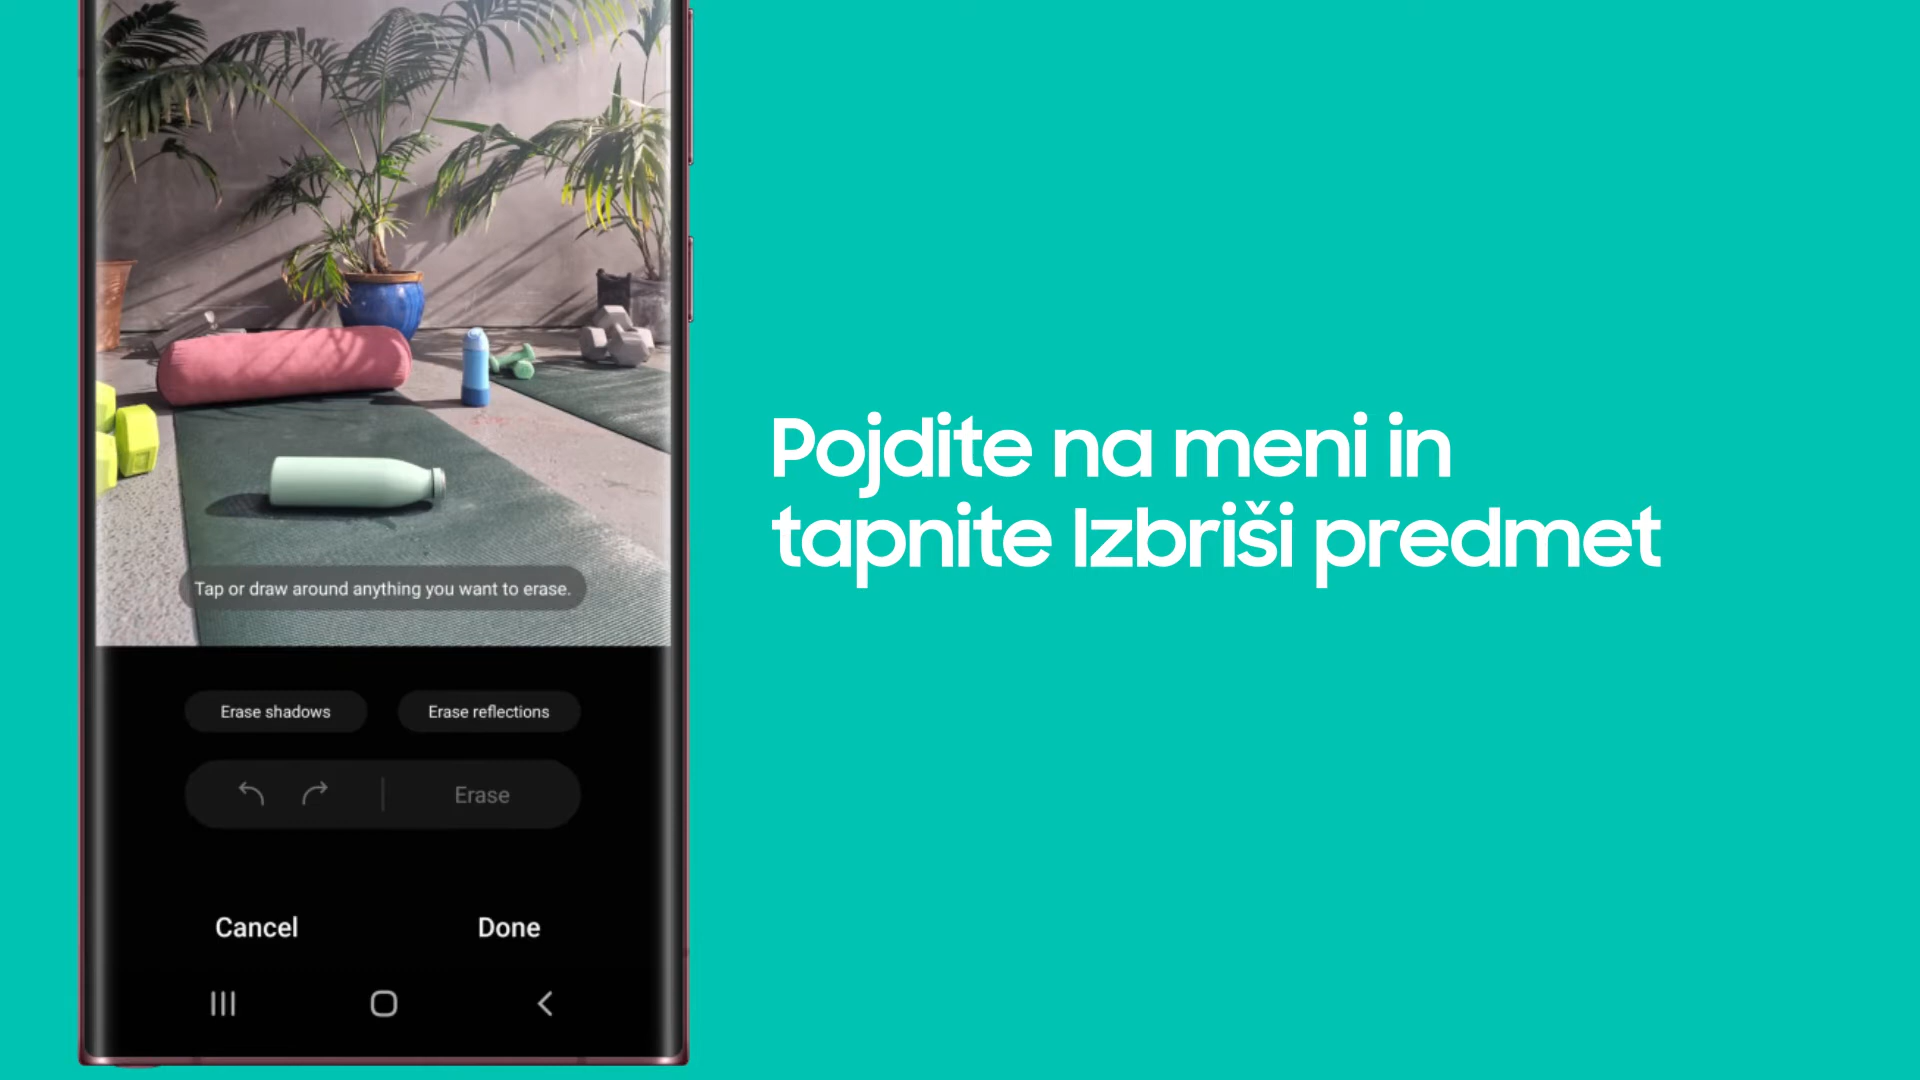 Pojdite na meni in
tapnite Izbriši predmet
Tap or draw around anything you want to erase.
Erase shadows
Erase reflections
Erase
Cancel
Done